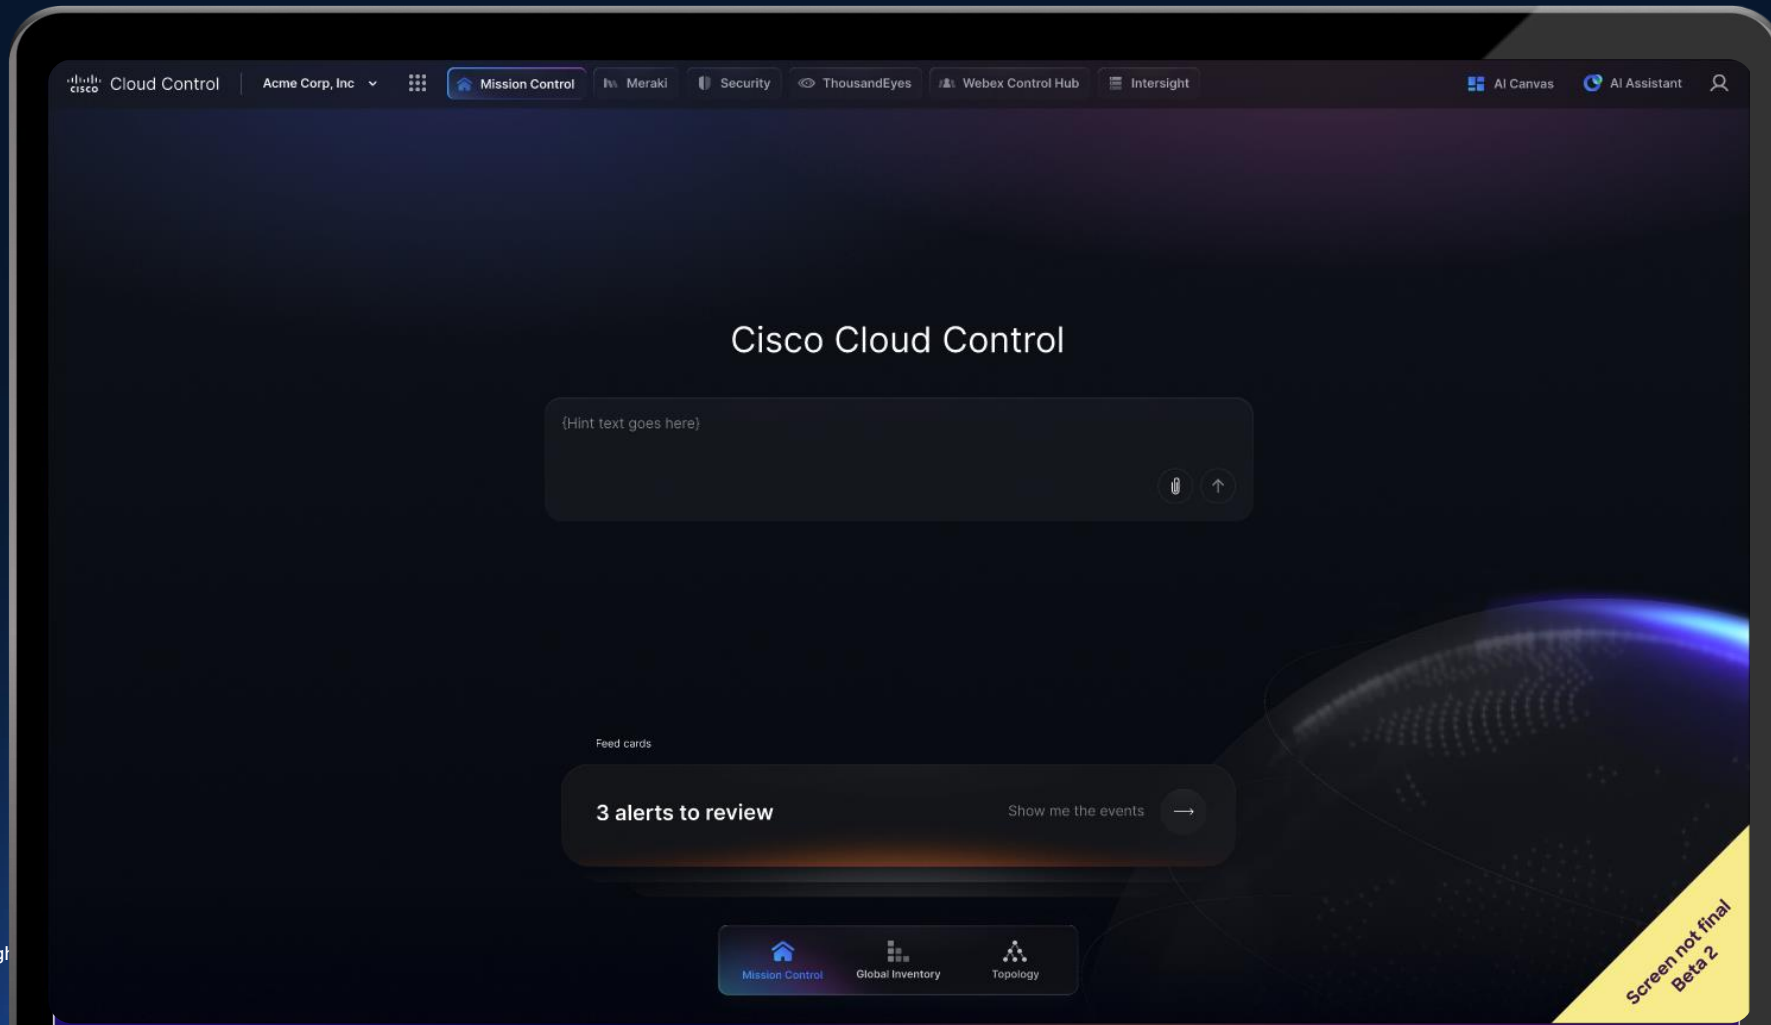 CISCO Cloud Control Acme Corp, Inc Mission Control Meraki Security ThousandEyes Webex Control Hub Intersight AI Canvas AI Assistant
Cisco Cloud Control
{Hint text goes here}
Feed cards
3 alerts to review Show me the events
Mission Control Global Inventory Topology
Screen not final
Beta 2